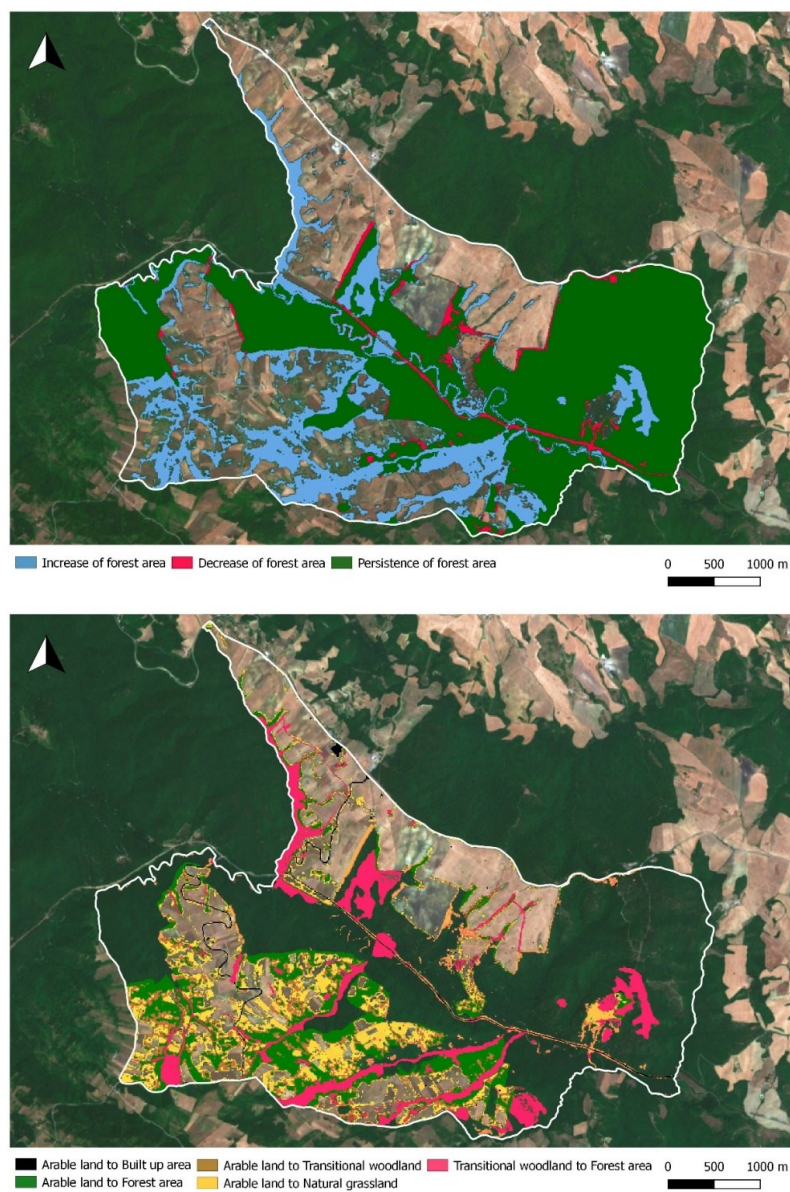 Increase of forest area Decrease of forest area Persistence of forest area
0 500 1000 m
Arable land to Built up area Arable land to Transitional woodland Transitional woodland to Forest area
Arable land to Forest area Arable land to Natural grassland
0 500 1000 m